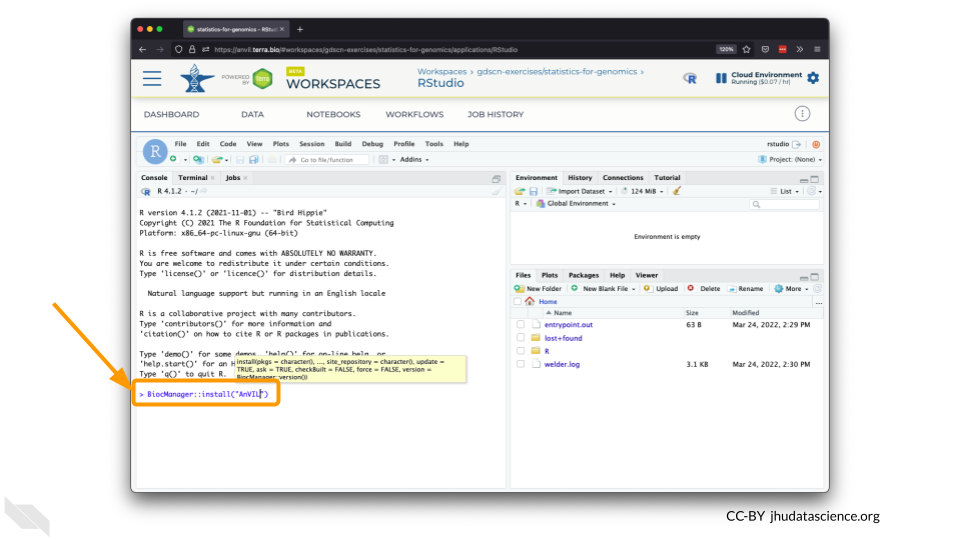 statistics-for-genomics - RStud
https://anvil.terra.bio/#workspaces/gdscn-exercises/statistics-for-genomics/applications/RStudio
120%
POWERED BY Terra
BETA
WORKSPACES
Workspaces › gdscn-exercises/statistics-for-genomics ›
RStudio
R
Cloud Environment
Running ($0.07 / hr)
DASHBOARD DATA NOTEBOOKS WORKFLOWS JOB HISTORY
R File Edit Code View Plots Session Build Debug Profile Tools Help
rstudio
Go to file/function Addins
Project: (None)
Console Terminal Jobs
R 4.1.2 · ~/
R version 4.1.2 (2021-11-01) -- "Bird Hippie"
Copyright (C) 2021 The R Foundation for Statistical Computing
Platform: x86_64-pc-linux-gnu (64-bit)
R is free software and comes with ABSOLUTELY NO WARRANTY.
You are welcome to redistribute it under certain conditions.
Type 'license()' or 'licence()' for distribution details.
Natural language support but running in an English locale
R is a collaborative project with many contributors.
Type 'contributors()' for more information and
'citation()' on how to cite R or R packages in publications.
Type 'demo()' for some demos, 'help()' for on-line help, or
'help.start()' for an H
Type 'q()' to quit R.
install(pkgs = character(), ..., site_repository = character(), update =
TRUE, ask = TRUE, checkBuilt = FALSE, force = FALSE, version =
BiocManager::version())
> BiocManager::install("AnVIL")
Environment History Connections Tutorial
Import Dataset 124 MiB List
R Global Environment
Environment is empty
Files Plots Packages Help Viewer
New Folder New Blank File Upload Delete Rename More
Home ...
Name Size Modified
entrypoint.out 63 B Mar 24, 2022, 2:29 PM
lost+found
R
welder.log 3.1 KB Mar 24, 2022, 2:30 PM
CC-BY jhudatascience.org